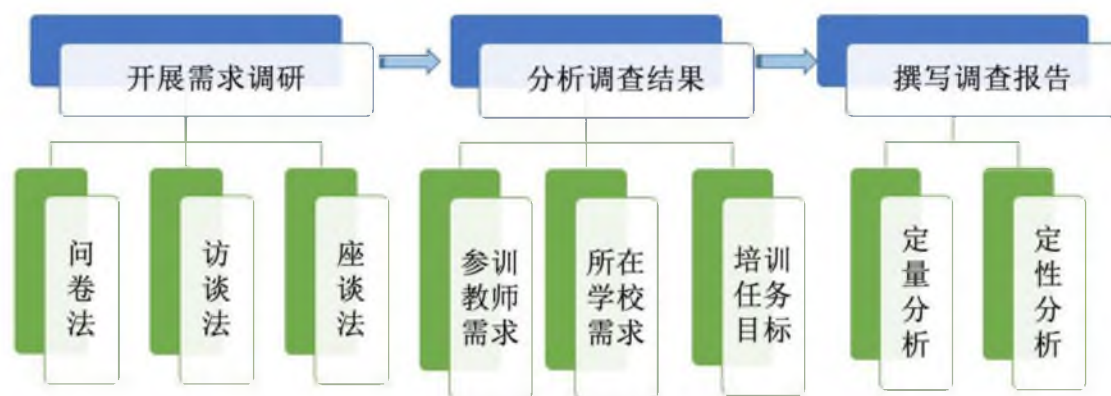 开展需求调研
分析调查结果
撰写调查报告
问卷法
访谈法
座谈法
参训
教师
需求
所在
学校
需求
培训
任务
目标
定量分析
定性分析